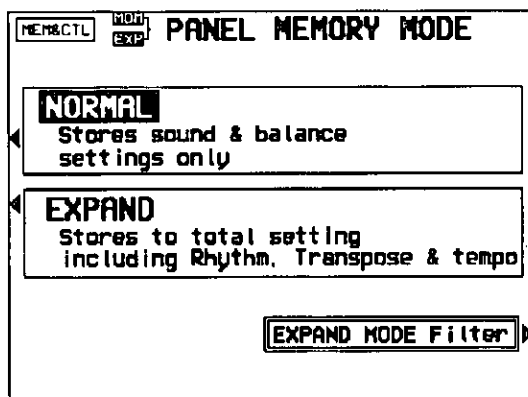 MEM&CTL NOM EXP PANEL MEMORY MODE
NORMAL
Stores sound & balance
settings only
EXPAND
Stores to total setting
including Rhythm, Transpose & tempo
EXPAND MODE Filter